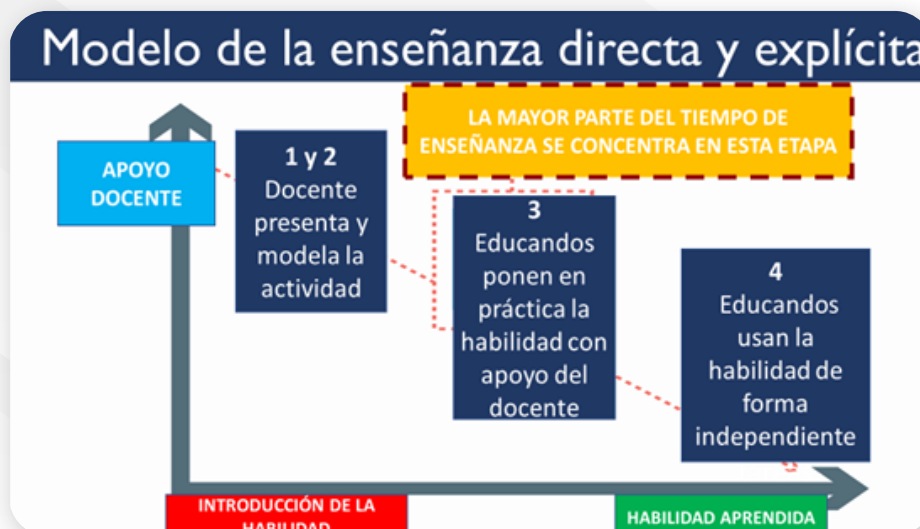 Modelo de la enseñanza directa y explícita
LA MAYOR PARTE DEL TIEMPO DE
ENSEÑANZA SE CONCENTRA EN ESTA ETAPA
APOYO
DOCENTE
1 y 2
Docente
presenta y
modela la
actividad
3
Educandos
ponen en
práctica la
habilidad con
apoyo del
docente
4
Educandos
usan la
habilidad de
forma
independiente
INTRODUCCIÓN DE LA
HABILIDAD
HABILIDAD APRENDIDA